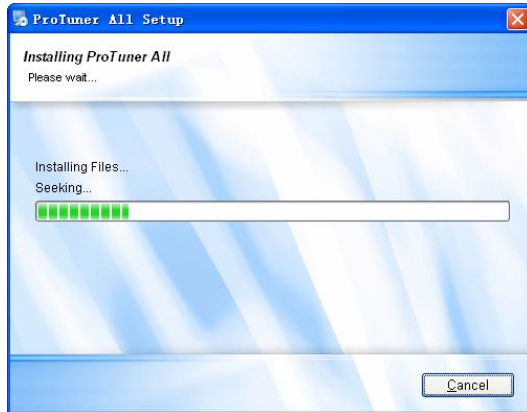 ProTuner All Setup
Installing ProTuner All
Please wait...
Installing Files...
Seeking...
Cancel